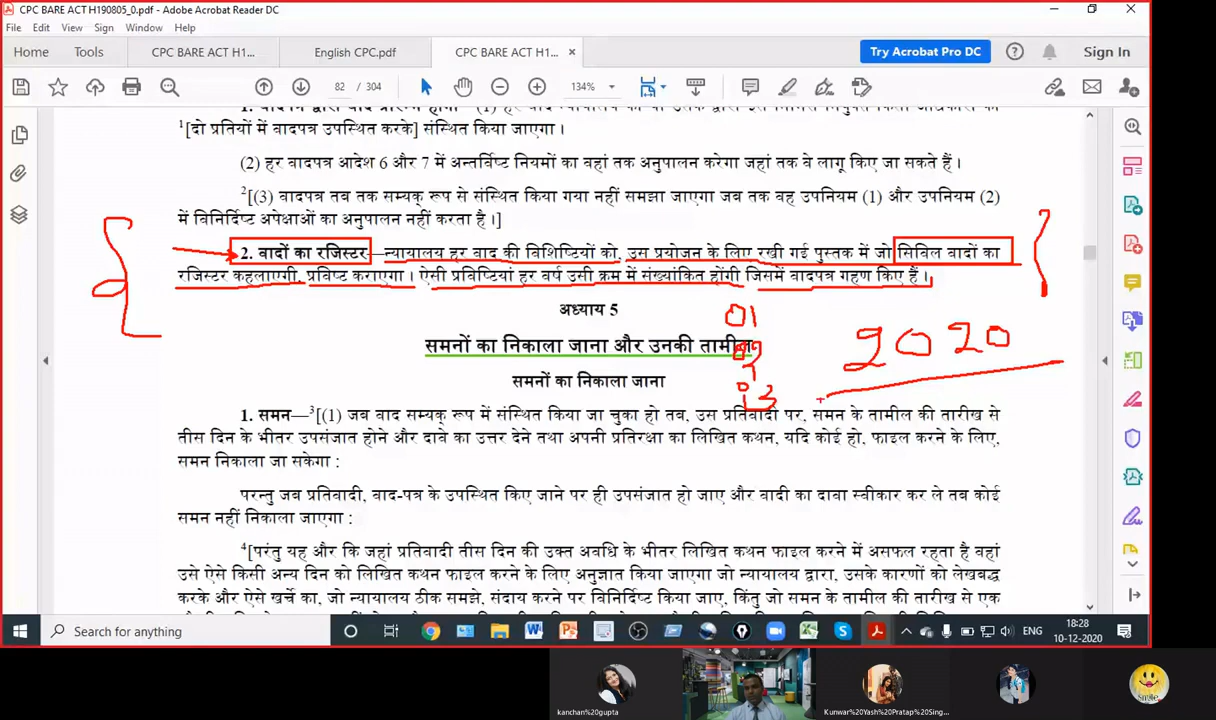 CPC BARE ACT H190805_0.pdf - Adobe Acrobat Reader DC
File Edit View Sign Window Help
Home Tools CPC BARE ACT H1... English CPC.pdf CPC BARE ACT H1... × Try Acrobat Pro DC Sign In
82 / 304 134%
1[दो प्रतियों में वादपत्र उपस्थित करके] संस्थित किया जाएगा।
(2) हर वादपत्र आदेश 6 और 7 में अन्तर्विष्ट नियमों का वहां तक अनुपालन करेगा जहां तक वे लागू किए जा सकते हैं।
2[(3) वादपत्र तब तक सम्यक् रूप से संस्थित किया गया नहीं समझा जाएगा जब तक वह उपनियम (1) और उपनियम (2)
में विनिर्दिष्ट अपेक्षाओं का अनुपालन नहीं करता है।]
2. वादों का रजिस्टर—न्यायालय हर वाद की विशिष्टियों को, उस प्रयोजन के लिए रखी गई पुस्तक में जो सिविल वादों का
रजिस्टर कहलाएगी, प्रविष्ट कराएगा। ऐसी प्रविष्टियां हर वर्ष उसी क्रम में संख्यांकित होंगी जिसमें वादपत्र गहण किए हैं।
अध्याय 5
01
2020
समनों का निकाला जाना और उनकी तामील
समनों का निकाला जाना
03
1. समन—3[(1) जब वाद सम्यक् रूप में संस्थित किया जा चुका हो तब, उस प्रतिवादी पर, समन के तामील की तारीख से
तीस दिन के भीतर उपसंजात होने और दावे का उत्तर देने तथा अपनी प्रतिरक्षा का लिखित कथन, यदि कोई हो, फाइल करने के लिए,
समन निकाला जा सकेगा :
परन्तु जब प्रतिवादी, वाद-पत्र के उपस्थित किए जाने पर ही उपसंजात हो जाए और वादी का दावा स्वीकार कर ले तब कोई
समन नहीं निकाला जाएगा :
4[परंतु यह और कि जहां प्रतिवादी तीस दिन की उक्त अवधि के भीतर लिखित कथन फाइल करने में असफल रहता है वहां
उसे ऐसे किसी अन्य दिन को लिखित कथन फाइल करने के लिए अनुज्ञात किया जाएगा जो न्यायालय द्वारा, उसके कारणों को लेखबद्ध
करके और ऐसे खर्चे का, जो न्यायालय ठीक समझे, संदाय करने पर विनिर्दिष्ट किया जाए, किंतु जो समन के तामील की तारीख से एक
Search for anything ENG 18:28
10-12-2020
kanchan%20gupta Kunwar%20Yash%20Pratap%20Sing...
Smile